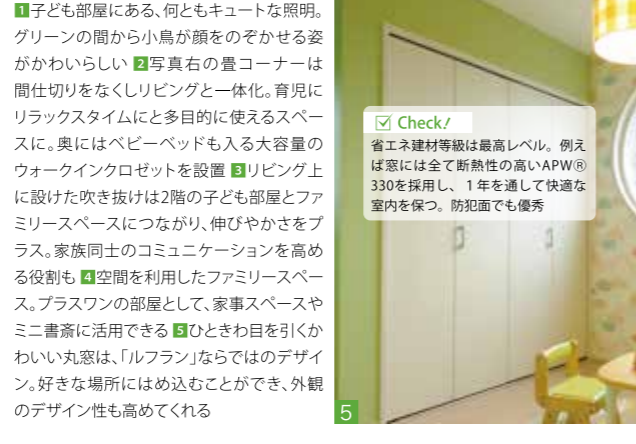 1子ども部屋にある、何ともキュートな照明。
グリーンの間から小鳥が顔をのぞかせる姿
がかわいらしい 2写真右の畳コーナーは
間仕切りをなくしリビングと一体化。育児に
リラックスタイムにと多目的に使えるスペー
スに。奥にはベビーベッドも入る大容量の
ウォークインクロゼットを設置 3リビング上
に設けた吹き抜けは2階の子ども部屋とファ
ミリースペースにつながり、伸びやかさをプ
ラス。家族同士のコミュニケーションを高め
る役割も 4空間を利用したファミリースペー
ス。プラスワンの部屋として、家事スペースや
ミニ書斎に活用できる 5ひときわ目を引くか
わいい丸窓は、「ルフラン」ならではのデザイ
ン。好きな場所にはめ込むことができ、外観
のデザイン性も高めてくれる
Check!
省エネ建材等級は最高レベル。例え
ば窓には全て断熱性の高いAPW®
330を採用し、1年を通して快適な
室内を保つ。防犯面でも優秀
5